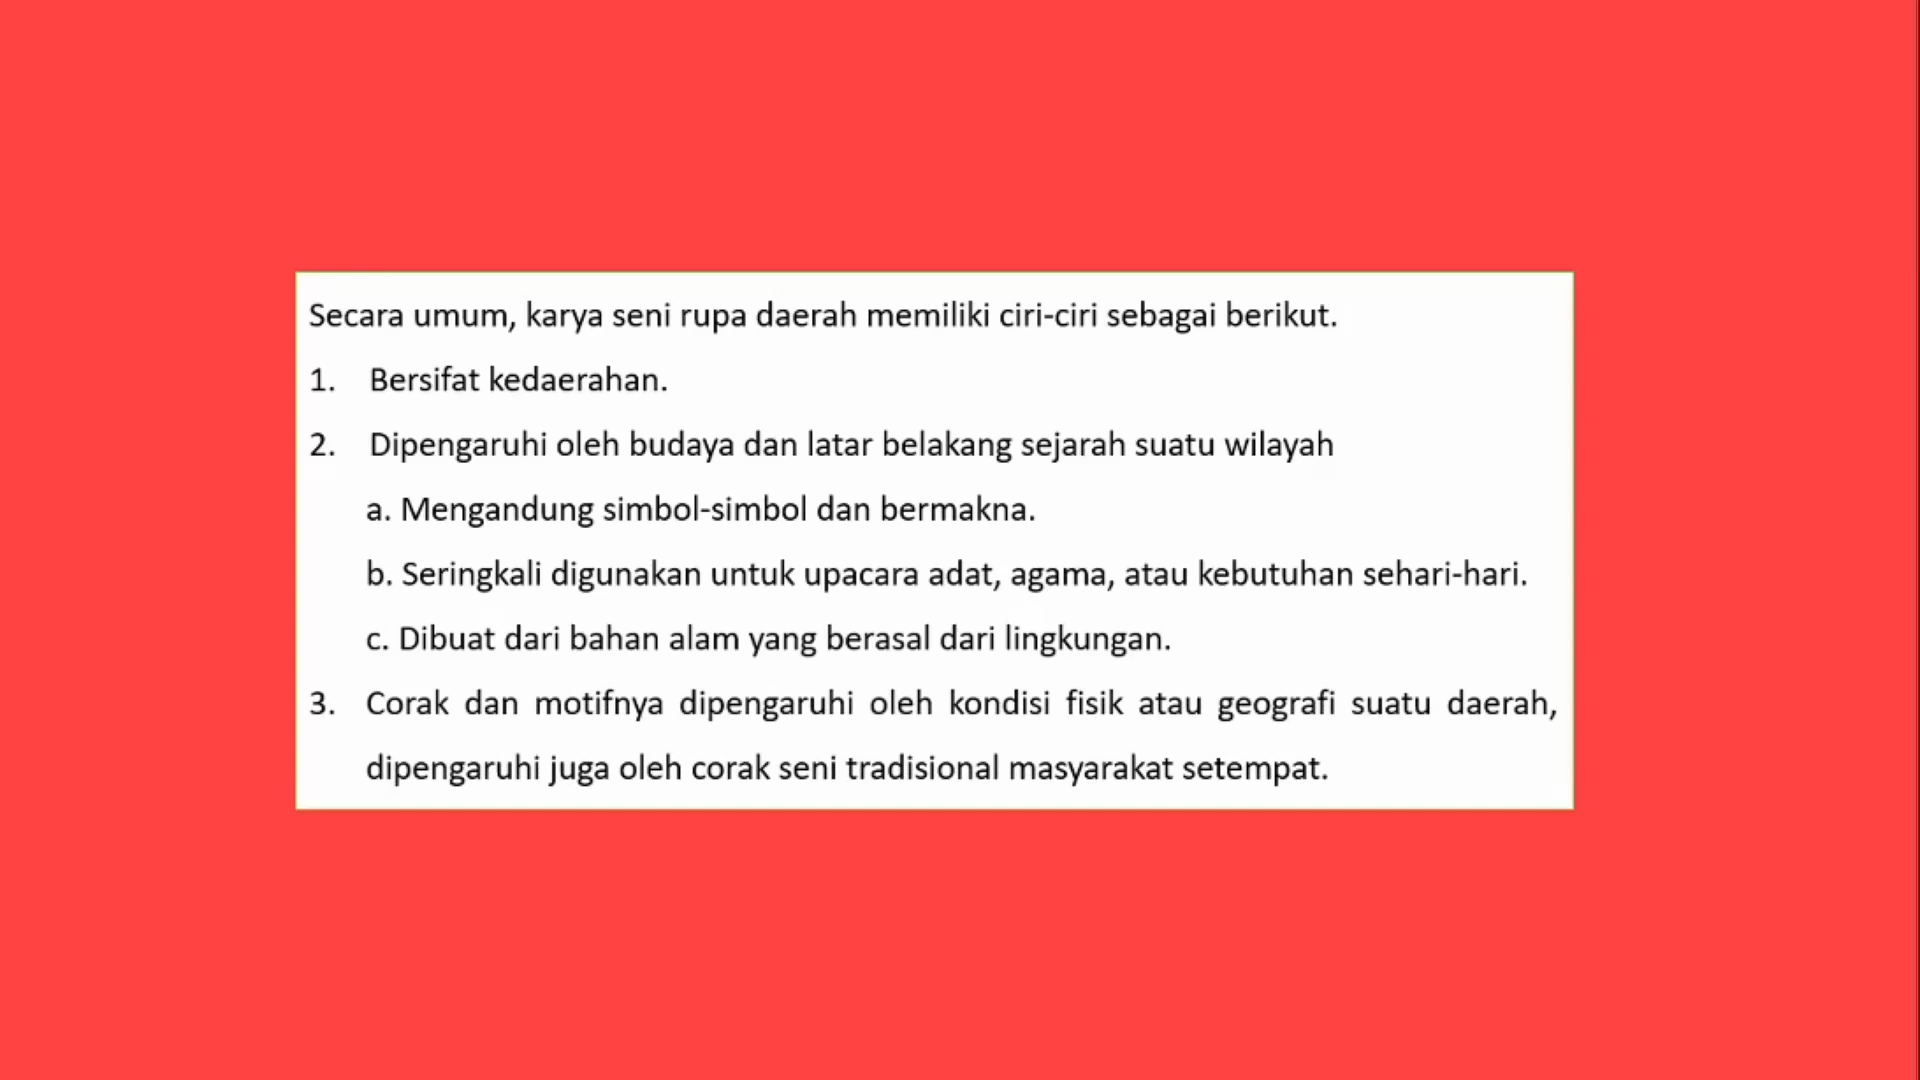 Secara umum, karya seni rupa daerah memiliki ciri-ciri sebagai berikut.
1. Bersifat kedaerahan.
2. Dipengaruhi oleh budaya dan latar belakang sejarah suatu wilayah
a. Mengandung simbol-simbol dan bermakna.
b. Seringkali digunakan untuk upacara adat, agama, atau kebutuhan sehari-hari.
c. Dibuat dari bahan alam yang berasal dari lingkungan.
3. Corak dan motifnya dipengaruhi oleh kondisi fisik atau geografi suatu daerah,
dipengaruhi juga oleh corak seni tradisional masyarakat setempat.